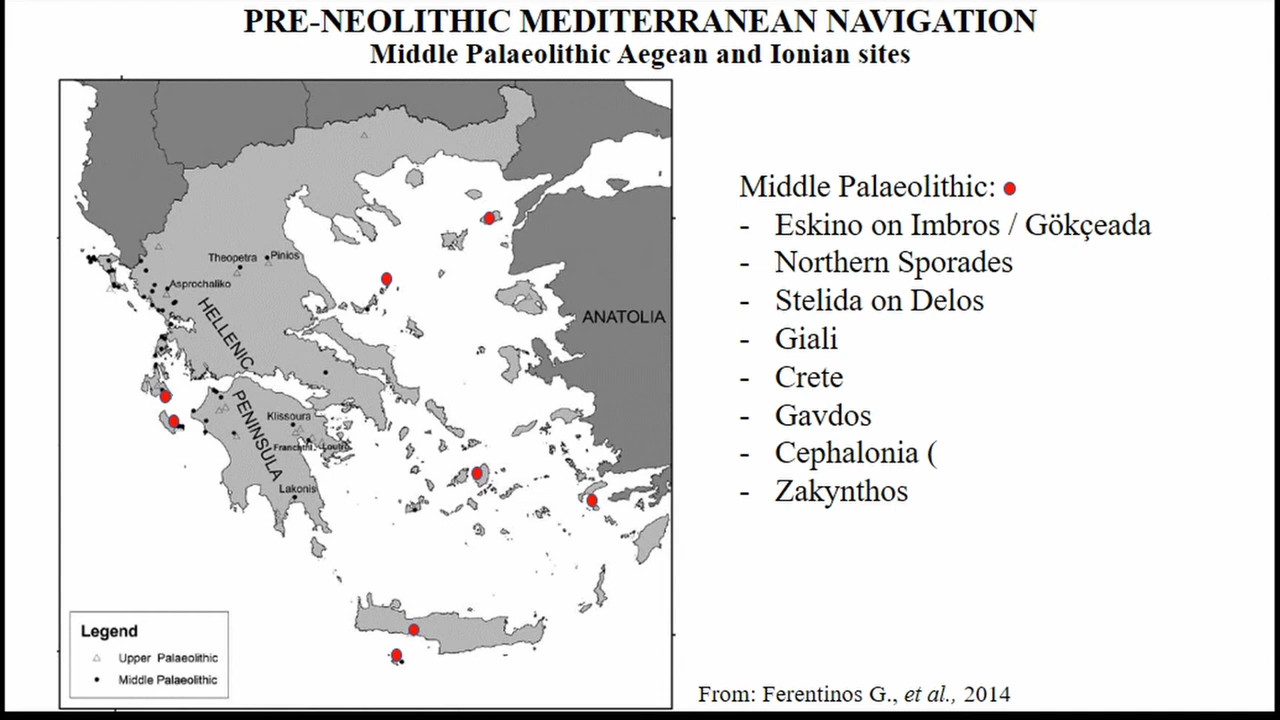 PRE-NEOLITHIC MEDITERRANEAN NAVIGATION
Middle Palaeolithic Aegean and Ionian sites
Theopetra
Pinios
Asprochaliko
HELLENIC
PENINSULA
ANATOLIA
Klissoura
Franchthi
Loutro
Lakonis
Legend
Upper Palaeolithic
Middle Palaeolithic
Middle Palaeolithic:
- Eskino on Imbros / Gökçeada
- Northern Sporades
- Stelida on Delos
- Giali
- Crete
- Gavdos
- Cephalonia (
- Zakynthos
From: Ferentinos G., et al., 2014